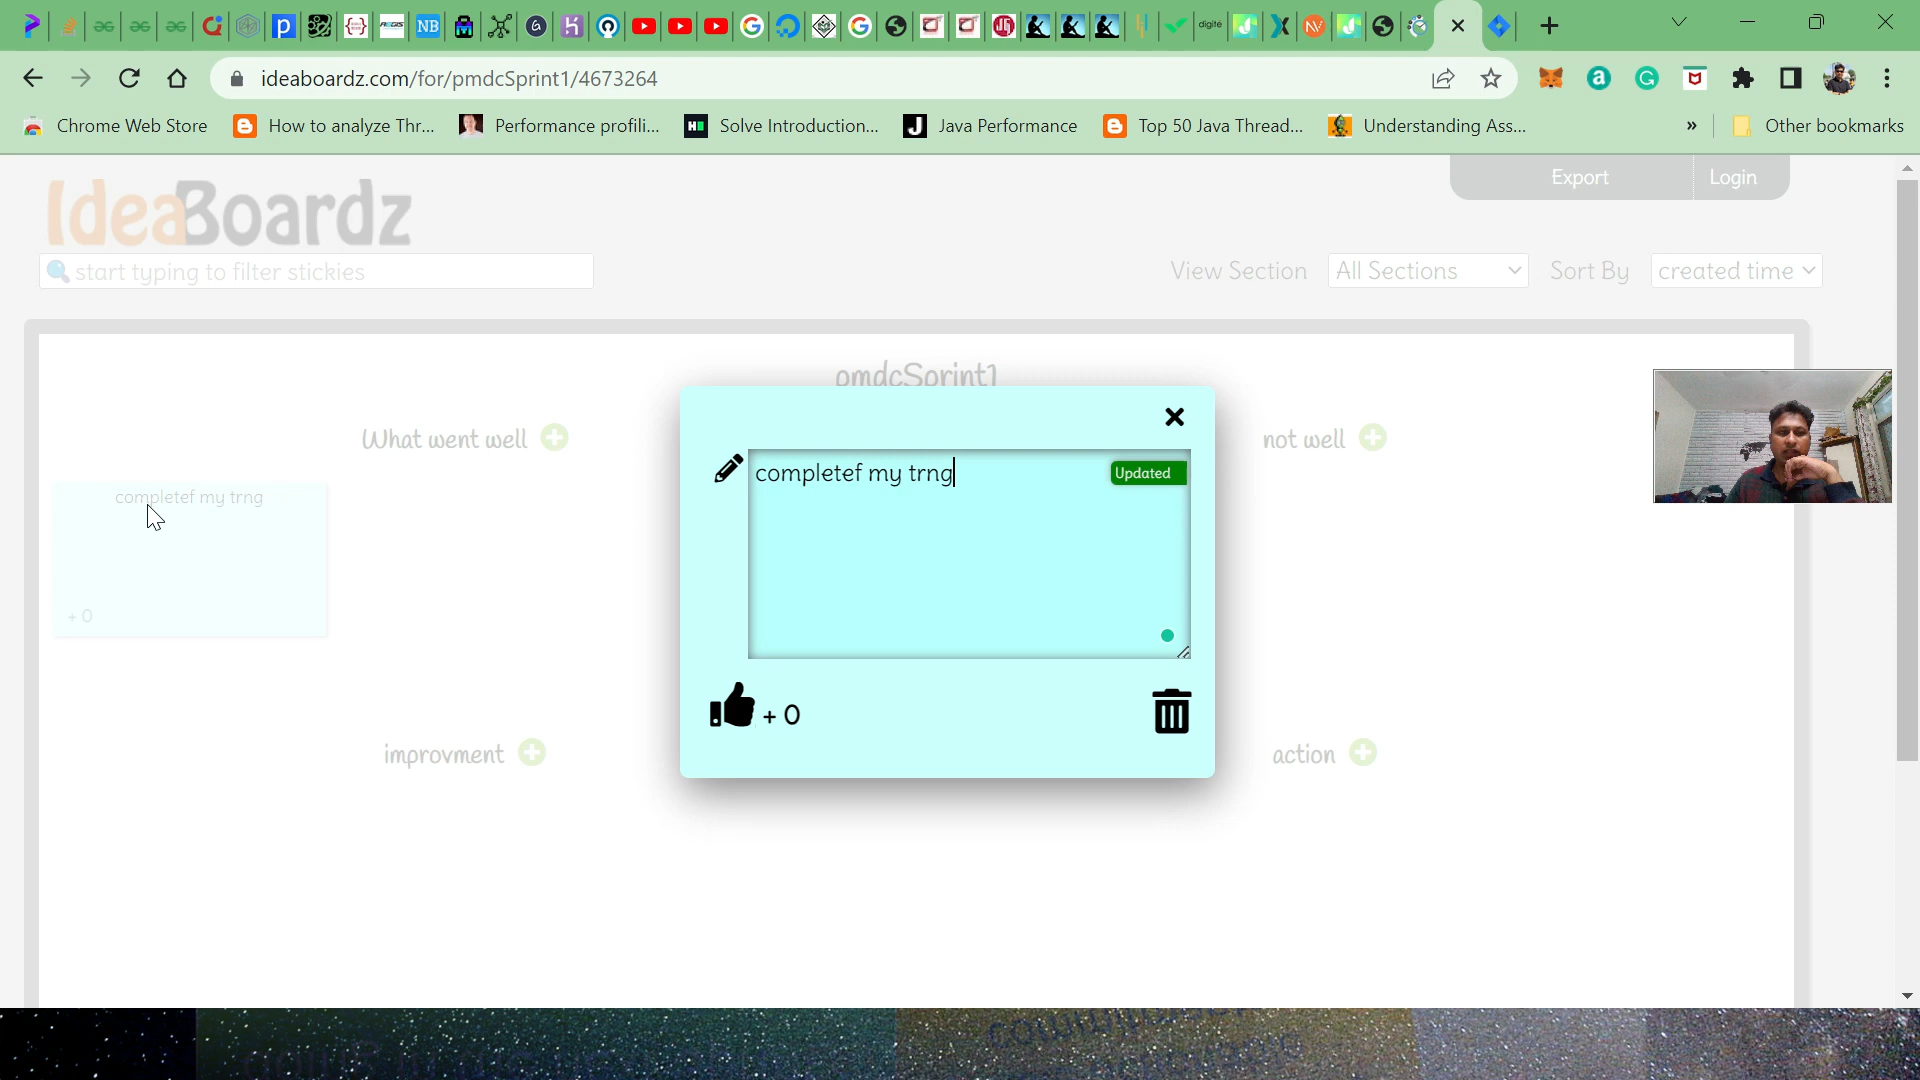 NB
digite
NV
ideaboardz.com/for/pmdcSprint1/4673264
Chrome Web Store
How to analyze Thr...
Performance profili...
Solve Introduction...
Java Performance
Top 50 Java Thread...
Understanding Ass...
»
Other bookmarks
IdeaBoardz
Export
Login
start typing to filter stickies
View Section
All Sections
Sort By
created time
pmdcSprint1
What went well
not well
completef my trng
Updated
completef my trng
+ 0
+ 0
improvment
action